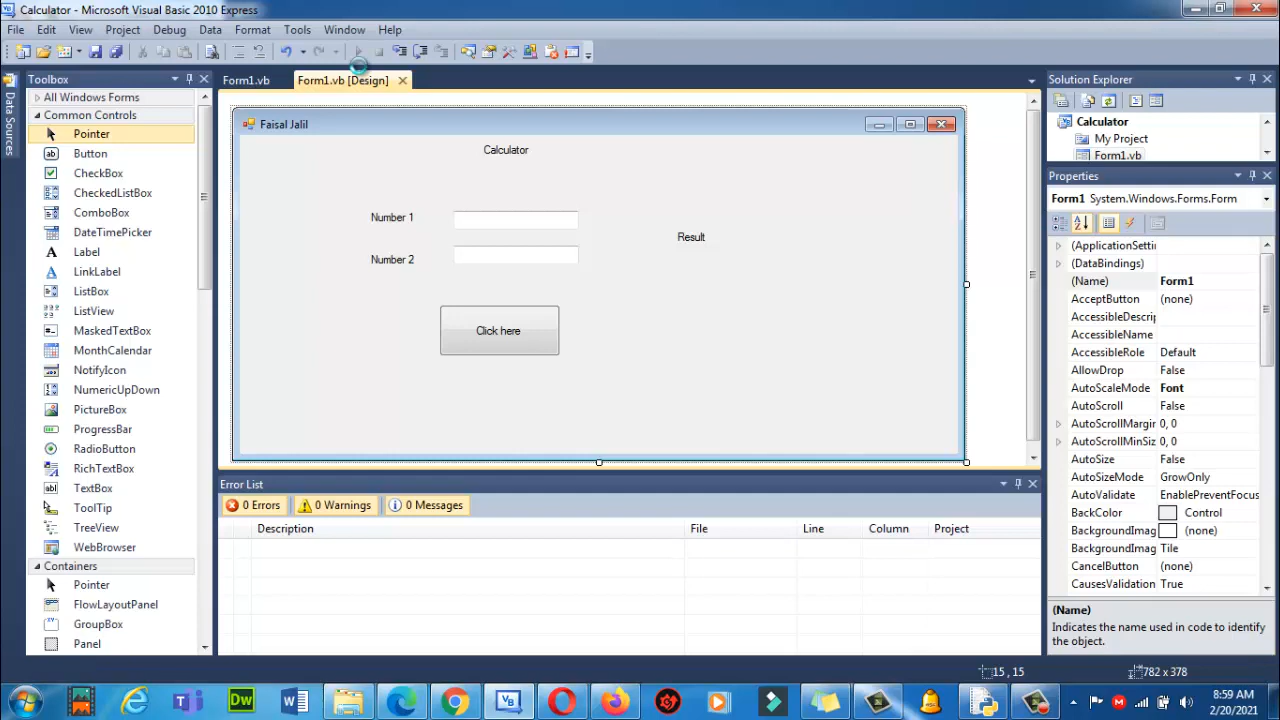 Calculator - Microsoft Visual Basic 2010 Express
File Edit View Project Debug Data Format Tools Window Help
Toolbox
Form1.vb
Form1.vb [Design]
Solution Explorer
Data Sources
All Windows Forms
Common Controls
Pointer
Button
CheckBox
CheckedListBox
ComboBox
DateTimePicker
Label
LinkLabel
ListBox
ListView
MaskedTextBox
MonthCalendar
NotifyIcon
NumericUpDown
PictureBox
ProgressBar
RadioButton
RichTextBox
TextBox
ToolTip
TreeView
WebBrowser
Containers
Pointer
FlowLayoutPanel
GroupBox
Panel
Faisal Jalil
Calculator
Number 1
Result
Number 2
Click here
Error List
0 Errors
0 Warnings
0 Messages
Description File Line Column Project
Calculator
My Project
Form1.vb
Properties
Form1 System.Windows.Forms.Form
(ApplicationSetti
(DataBindings)
(Name) Form1
AcceptButton (none)
AccessibleDescrip
AccessibleName
AccessibleRole Default
AllowDrop False
AutoScaleMode Font
AutoScroll False
AutoScrollMargin 0, 0
AutoScrollMinSiz 0, 0
AutoSize False
AutoSizeMode GrowOnly
AutoValidate EnablePreventFocus
BackColor Control
BackgroundImag (none)
BackgroundImag Tile
CancelButton (none)
CausesValidation True
(Name)
Indicates the name used in code to identify
the object.
15 , 15
782 x 378
8:59 AM
2/20/2021